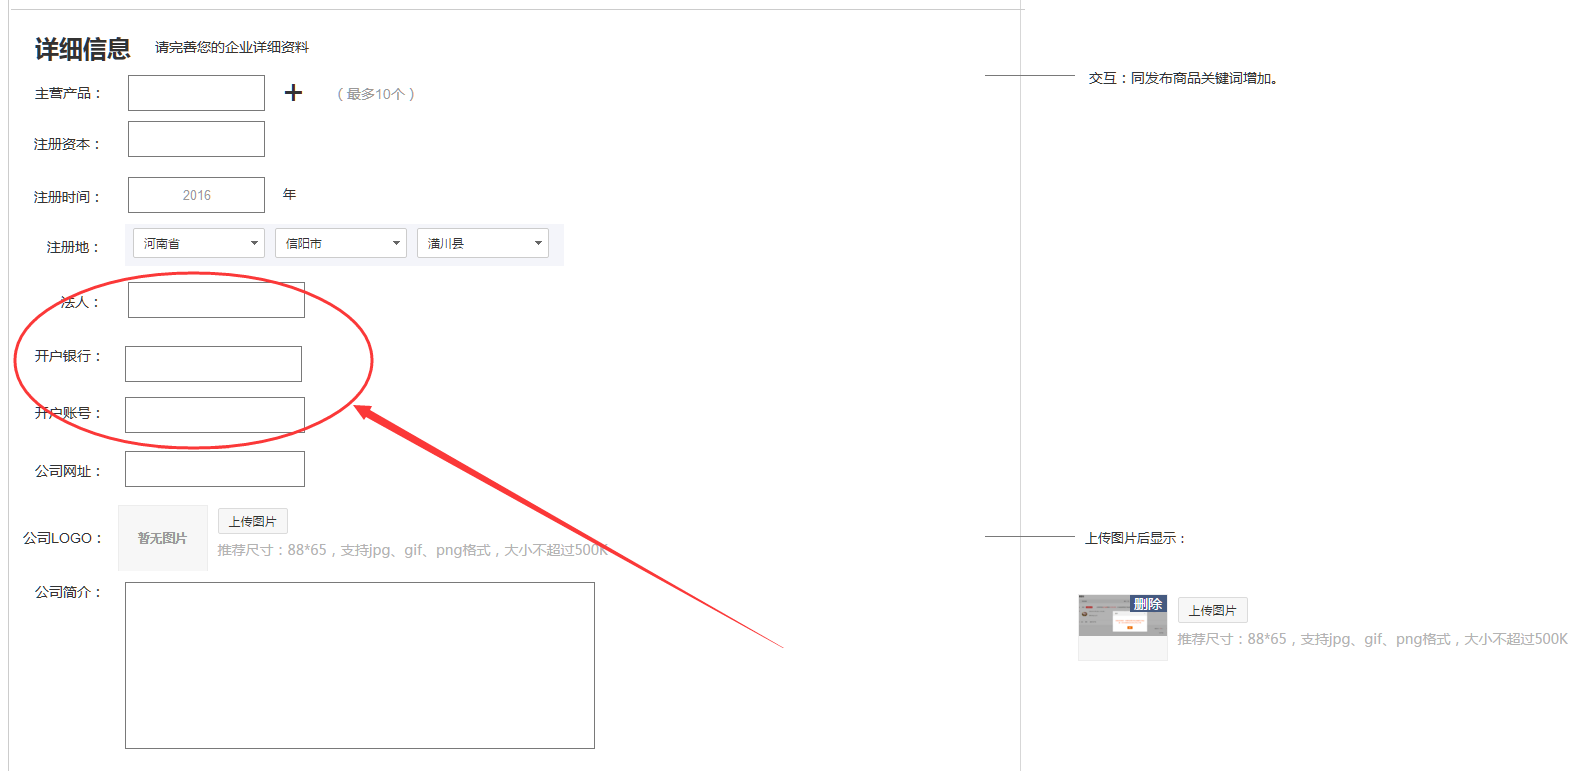 详细信息 请完善您的企业详细资料
主营产品： + （最多10个）
交互：同发布商品关键词增加。
注册资本：
注册时间： 2016 年
注册地： 河南省 信阳市 潢川县
法人：
开户银行：
开户账号：
公司网址：
公司LOGO： 暂无图片 上传图片
推荐尺寸：88*65，支持jpg、gif、png格式，大小不超过500K
上传图片后显示：
公司简介：
删除 上传图片
推荐尺寸：88*65，支持jpg、gif、png格式，大小不超过500K